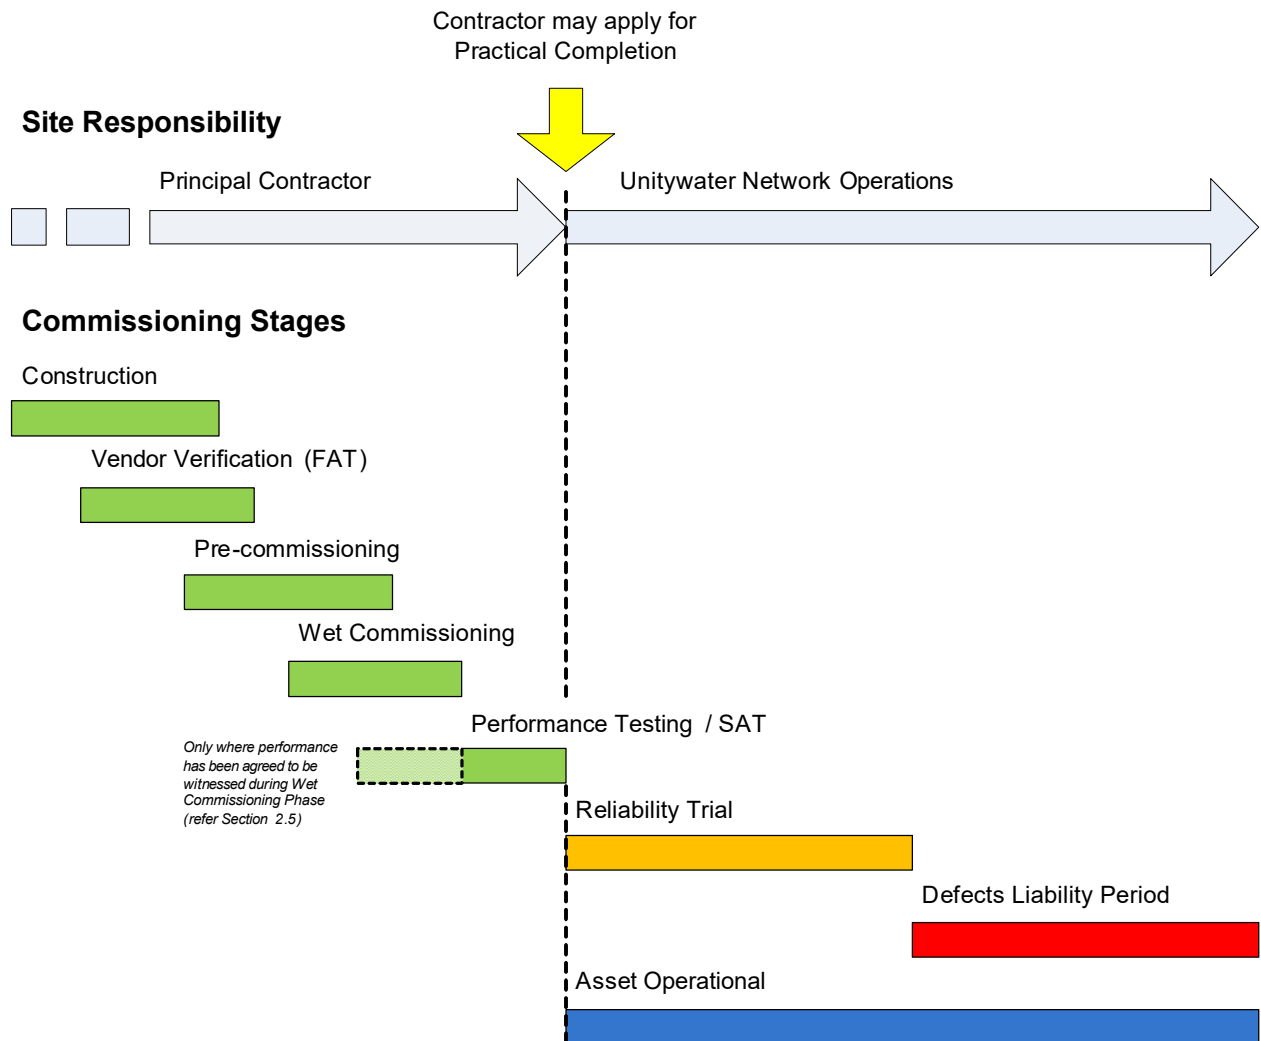 Contractor may apply for
Practical Completion
Site Responsibility
Principal Contractor
Unitywater Network Operations
Commissioning Stages
Construction
Vendor Verification (FAT)
Pre-commissioning
Wet Commissioning
Performance Testing / SAT
Only where performance
has been agreed to be
witnessed during Wet
Commissioning Phase
(refer Section 2.5)
Reliability Trial
Defects Liability Period
Asset Operational